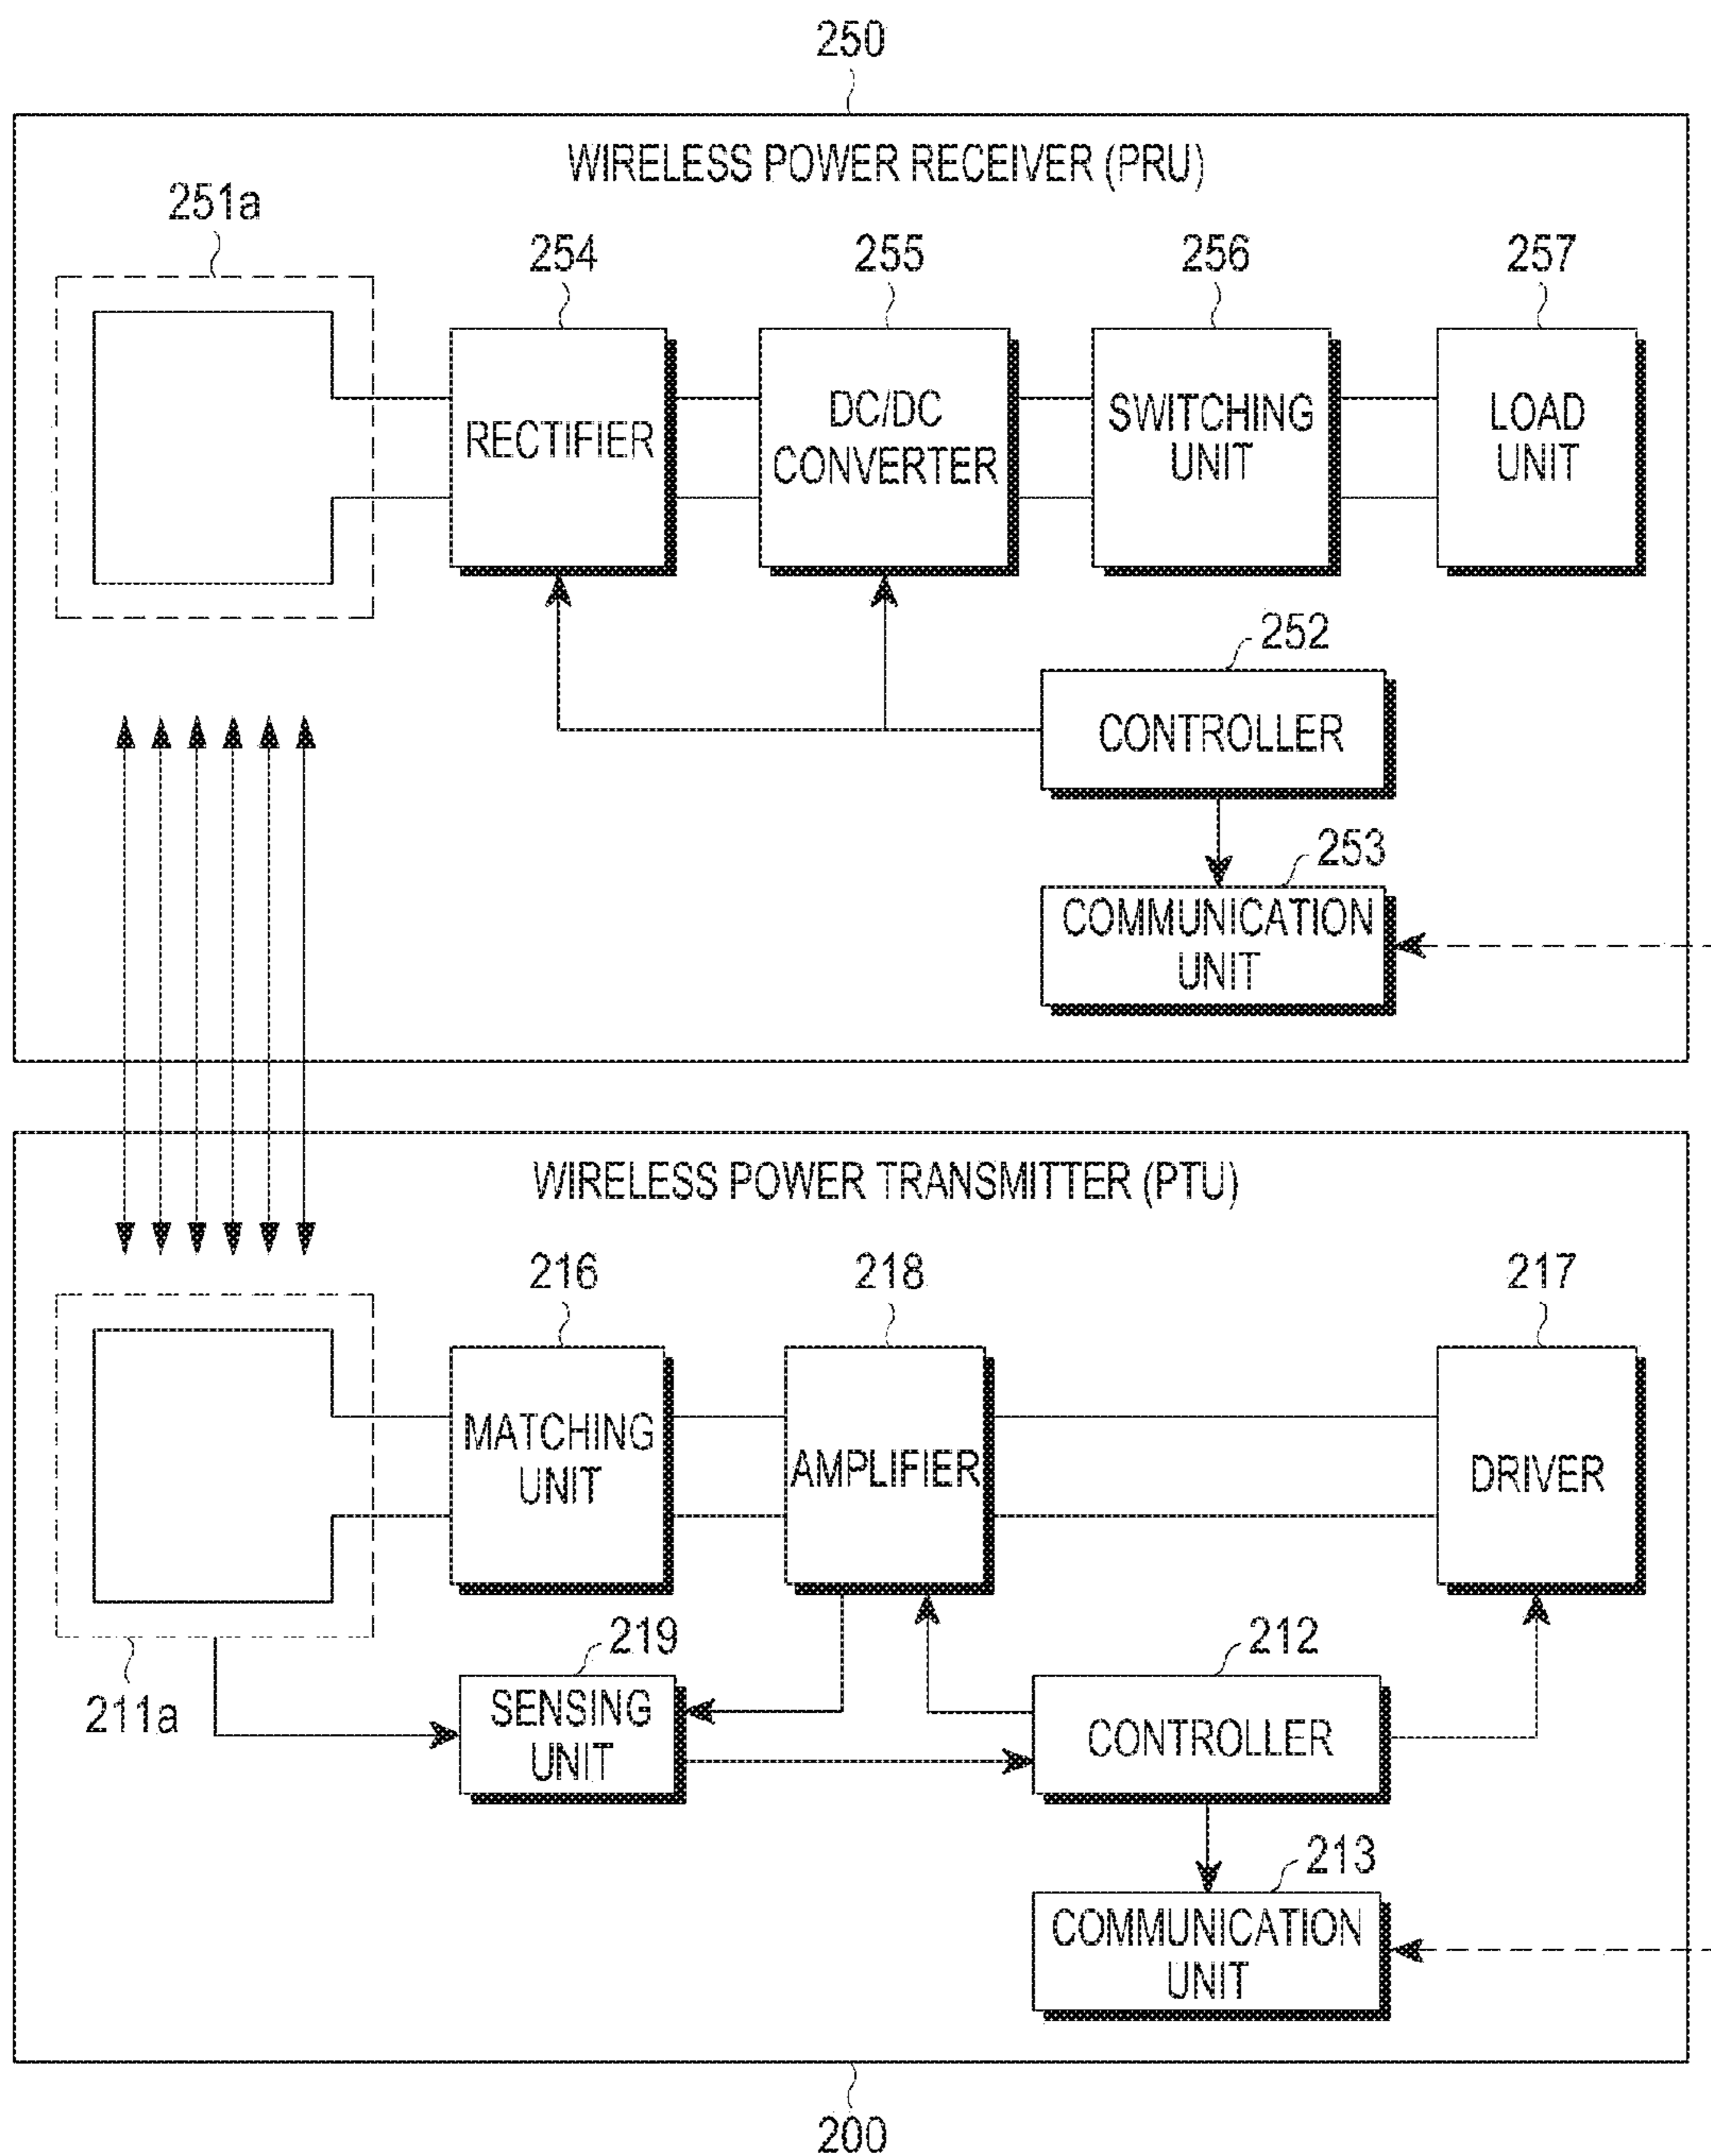 250
WIRELESS POWER RECEIVER (PRU)
251a
254
255
256
257
RECTIFIER
DC/DC
CONVERTER
SWITCHING
UNIT
LOAD
UNIT
252
CONTROLLER
253
COMMUNICATION
UNIT
WIRELESS POWER TRANSMITTER (PTU)
216
218
217
MATCHING
UNIT
AMPLIFIER
DRIVER
211a
219
SENSING
UNIT
212
CONTROLLER
213
COMMUNICATION
UNIT
200